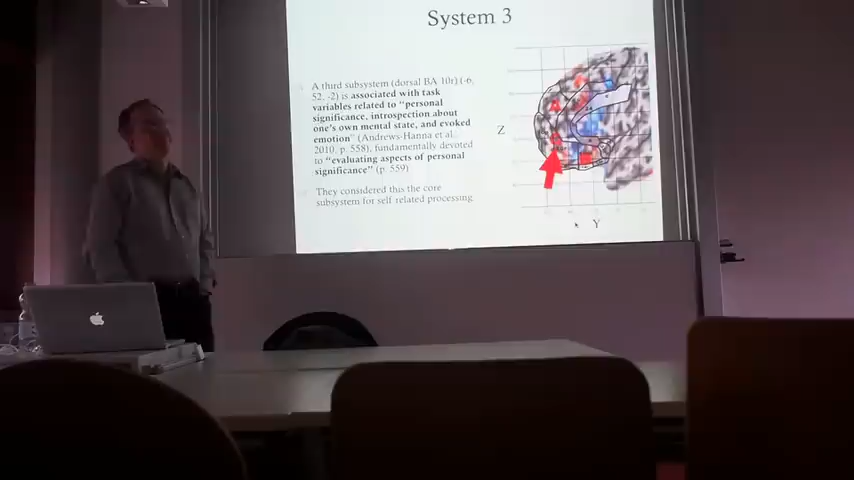 System 3
A third subsystem (dorsal BA 10r) (-6,
52, -2) is associated with task
variables related to "personal
significance, introspection about
one's own mental state, and evoked
emotion" (Andrews-Hanna et al.,
2010, p. 558), fundamentally devoted
to "evaluating aspects of personal
significance" (p. 559)
They considered this the core
subsystem for self related processing
Z
Y